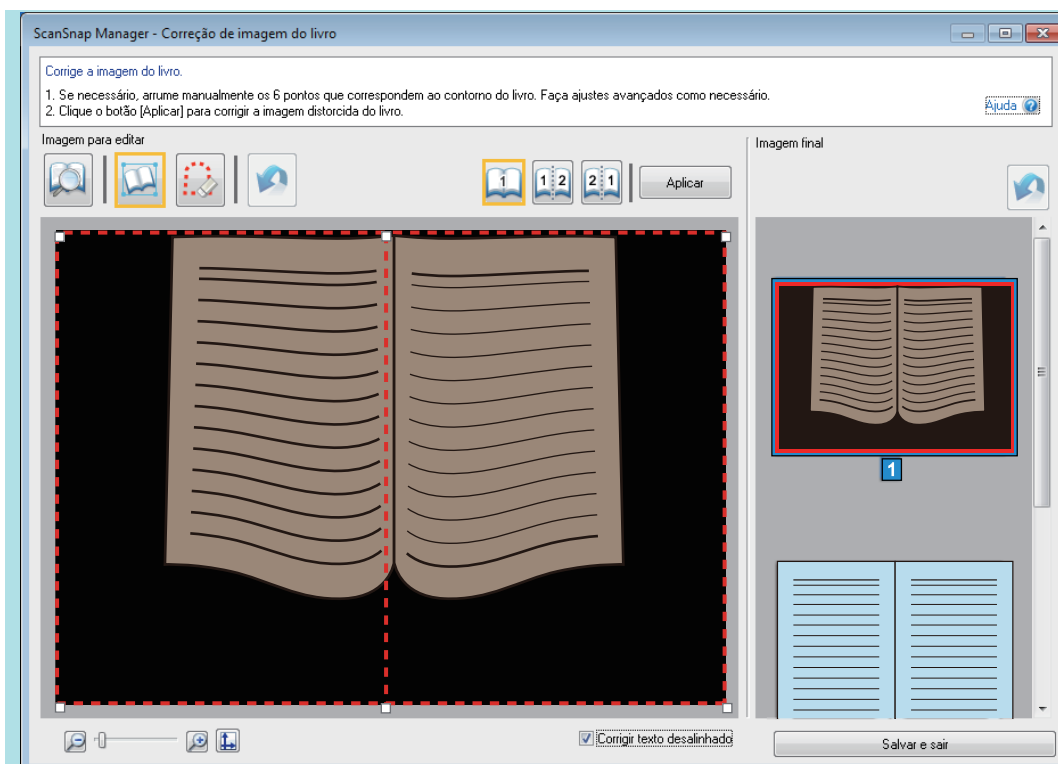 ScanSnap Manager - Correção de imagem do livro
Corrige a imagem do livro.
1. Se necessário, arrume manualmente os 6 pontos que correspondem ao contorno do livro. Faça ajustes avançados como necessário.
2. Clique o botão [Aplicar] para corrigir a imagem distorcida do livro.
Ajuda ?
Imagem para editar
Imagem final
1
1 2
2 1
Aplicar
1
Corrigir texto desalinhado
Salvar e sair